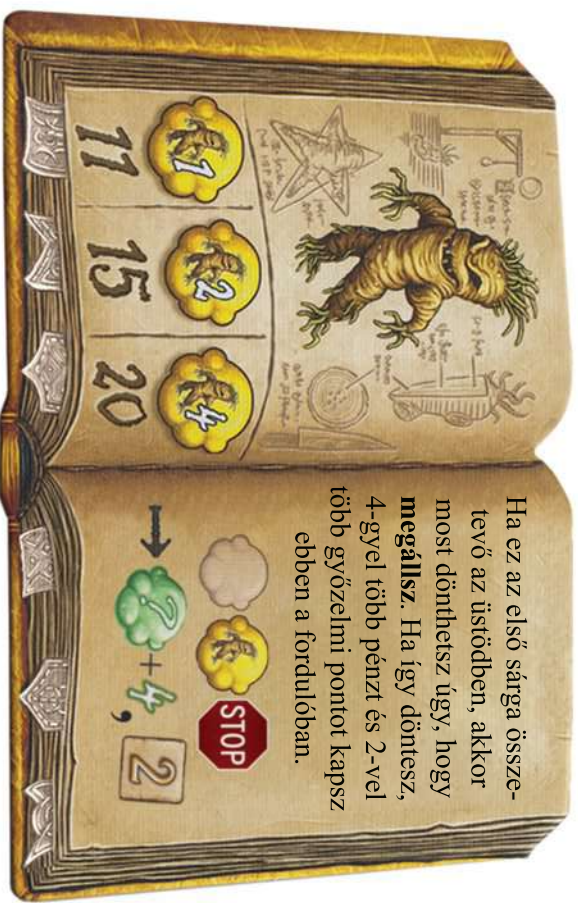 Ha ez az első sárga össze-
tevő az üstödben, akkor
most dönthetsz úgy, hogy
megállsz. Ha így döntesz,
4-gyel több pénzt és 2-vel
több győzelmi pontot kapsz
ebben a fordulóban.
1
2
4
11
15
20
STOP
?
+4,
2